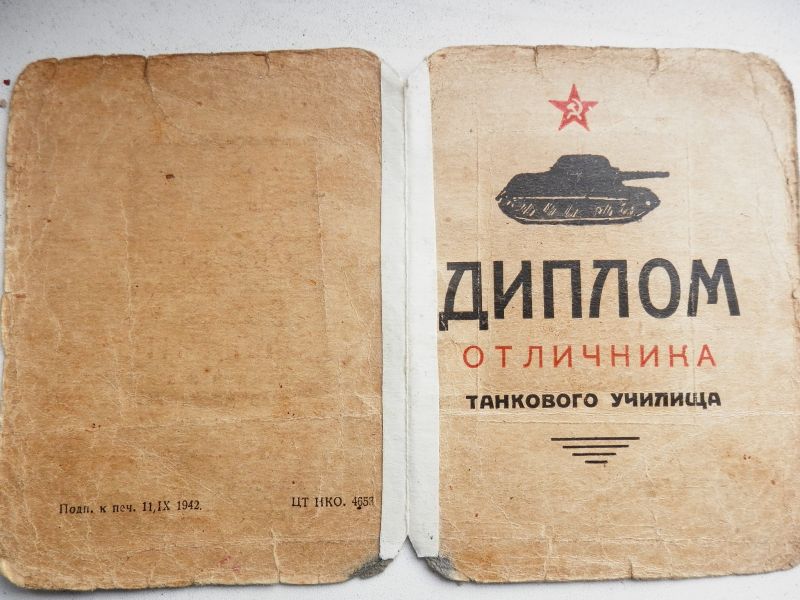 Подп. к печ. 11,IX 1942.
ЦТ НКО. 4653
ДИПЛОМ
ОТЛИЧНИКА
ТАНКОВОГО УЧИЛИЩА